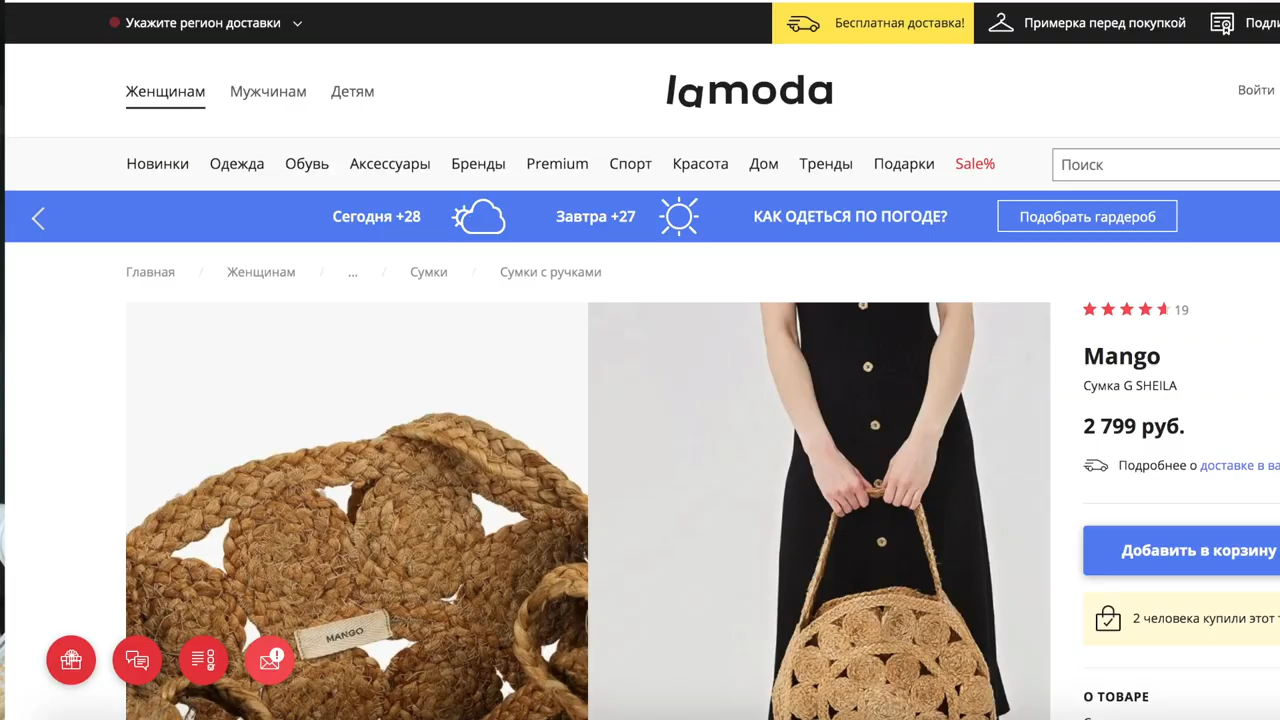 Укажите регион доставки
Бесплатная доставка!
Примерка перед покупкой
Женщинам Мужчинам Детям
lamoda
Войти
Новинки Одежда Обувь Аксессуары Бренды Premium Спорт Красота Дом Тренды Подарки Sale%
Поиск
Сегодня +28 Завтра +27 КАК ОДЕТЬСЯ ПО ПОГОДЕ? Подобрать гардероб
Главная / Женщинам / ... / Сумки / Сумки с ручками
19
Mango
Сумка G SHEILA
2 799 руб.
Подробнее о доставке в
Добавить в корзину
2 человека купили этот
MANGO
О ТОВАРЕ